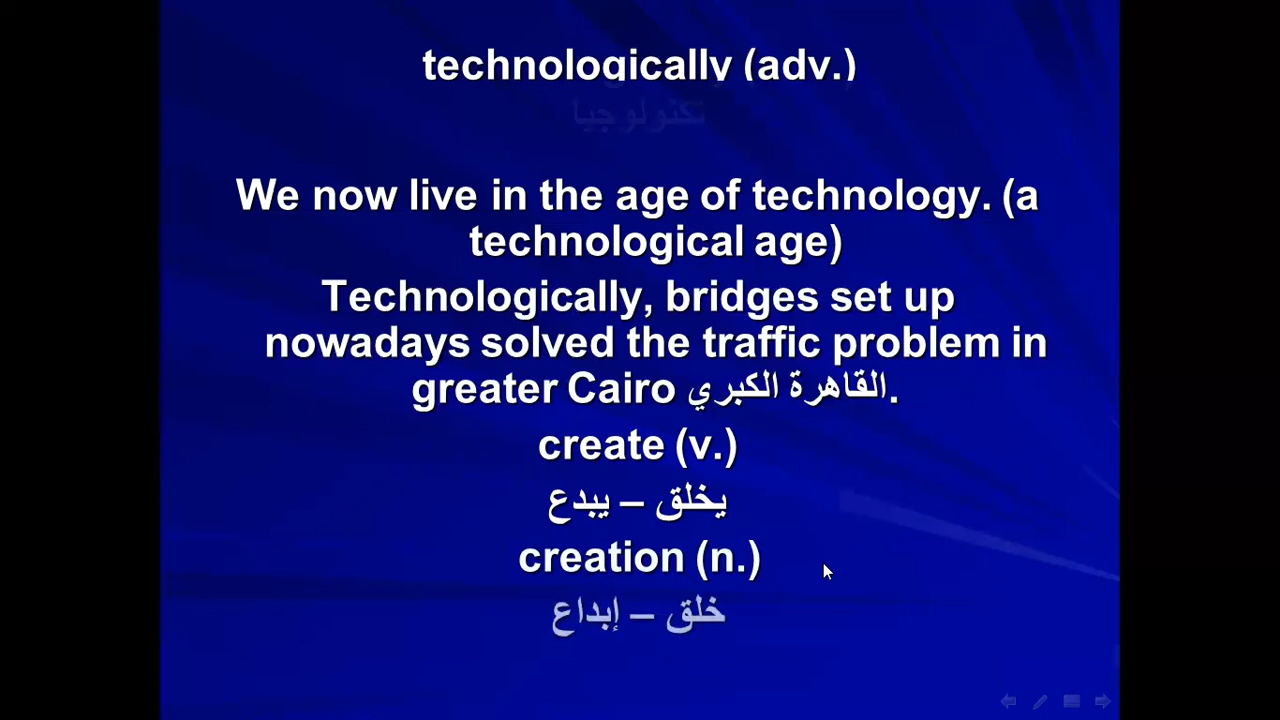 technologically (adv.)
تكنولوجيا
We now live in the age of technology. (a
technological age)
Technologically, bridges set up
nowadays solved the traffic problem in
greater Cairo القاهرة الكبري.
create (v.)
يخلق – يبدع
creation (n.)
خلق – إبداع